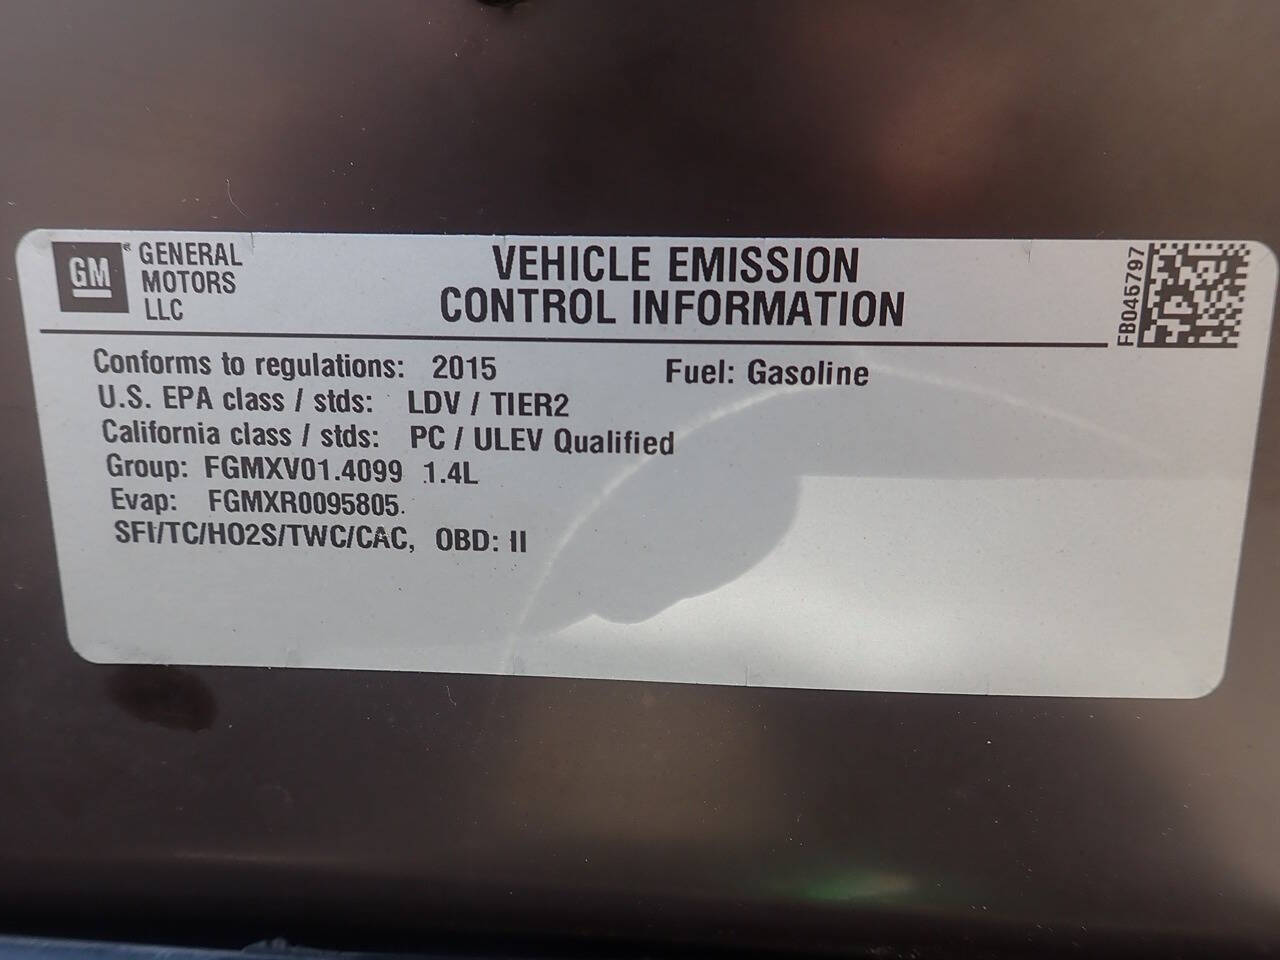 GM
GENERAL
MOTORS
LLC
VEHICLE EMISSION
CONTROL INFORMATION
FB046797
Conforms to regulations: 2015 Fuel: Gasoline
U.S. EPA class / stds: LDV / TIER2
California class / stds: PC / ULEV Qualified
Group: FGMXV01.4099 1.4L
Evap: FGMXR0095805.
SFI/TC/HO2S/TWC/CAC, OBD: II